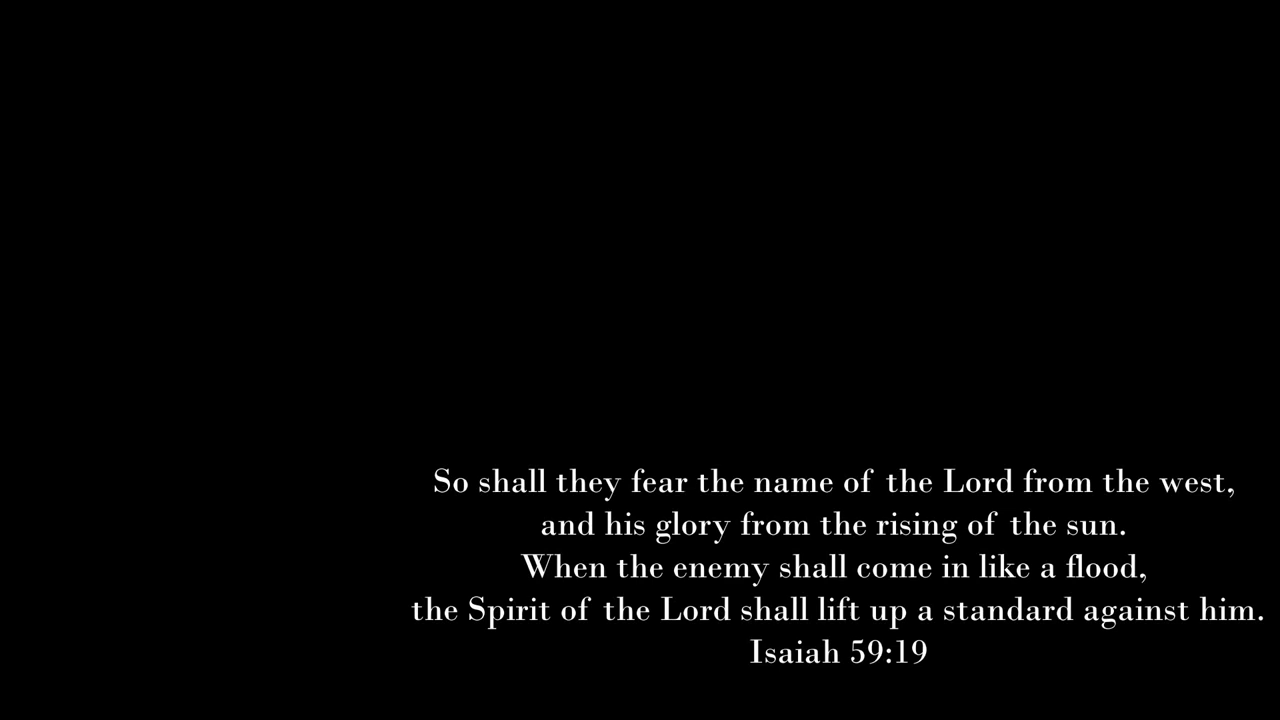 So shall they fear the name of the Lord from the west,
and his glory from the rising of the sun.
When the enemy shall come in like a flood,
the Spirit of the Lord shall lift up a standard against him.
Isaiah 59:19